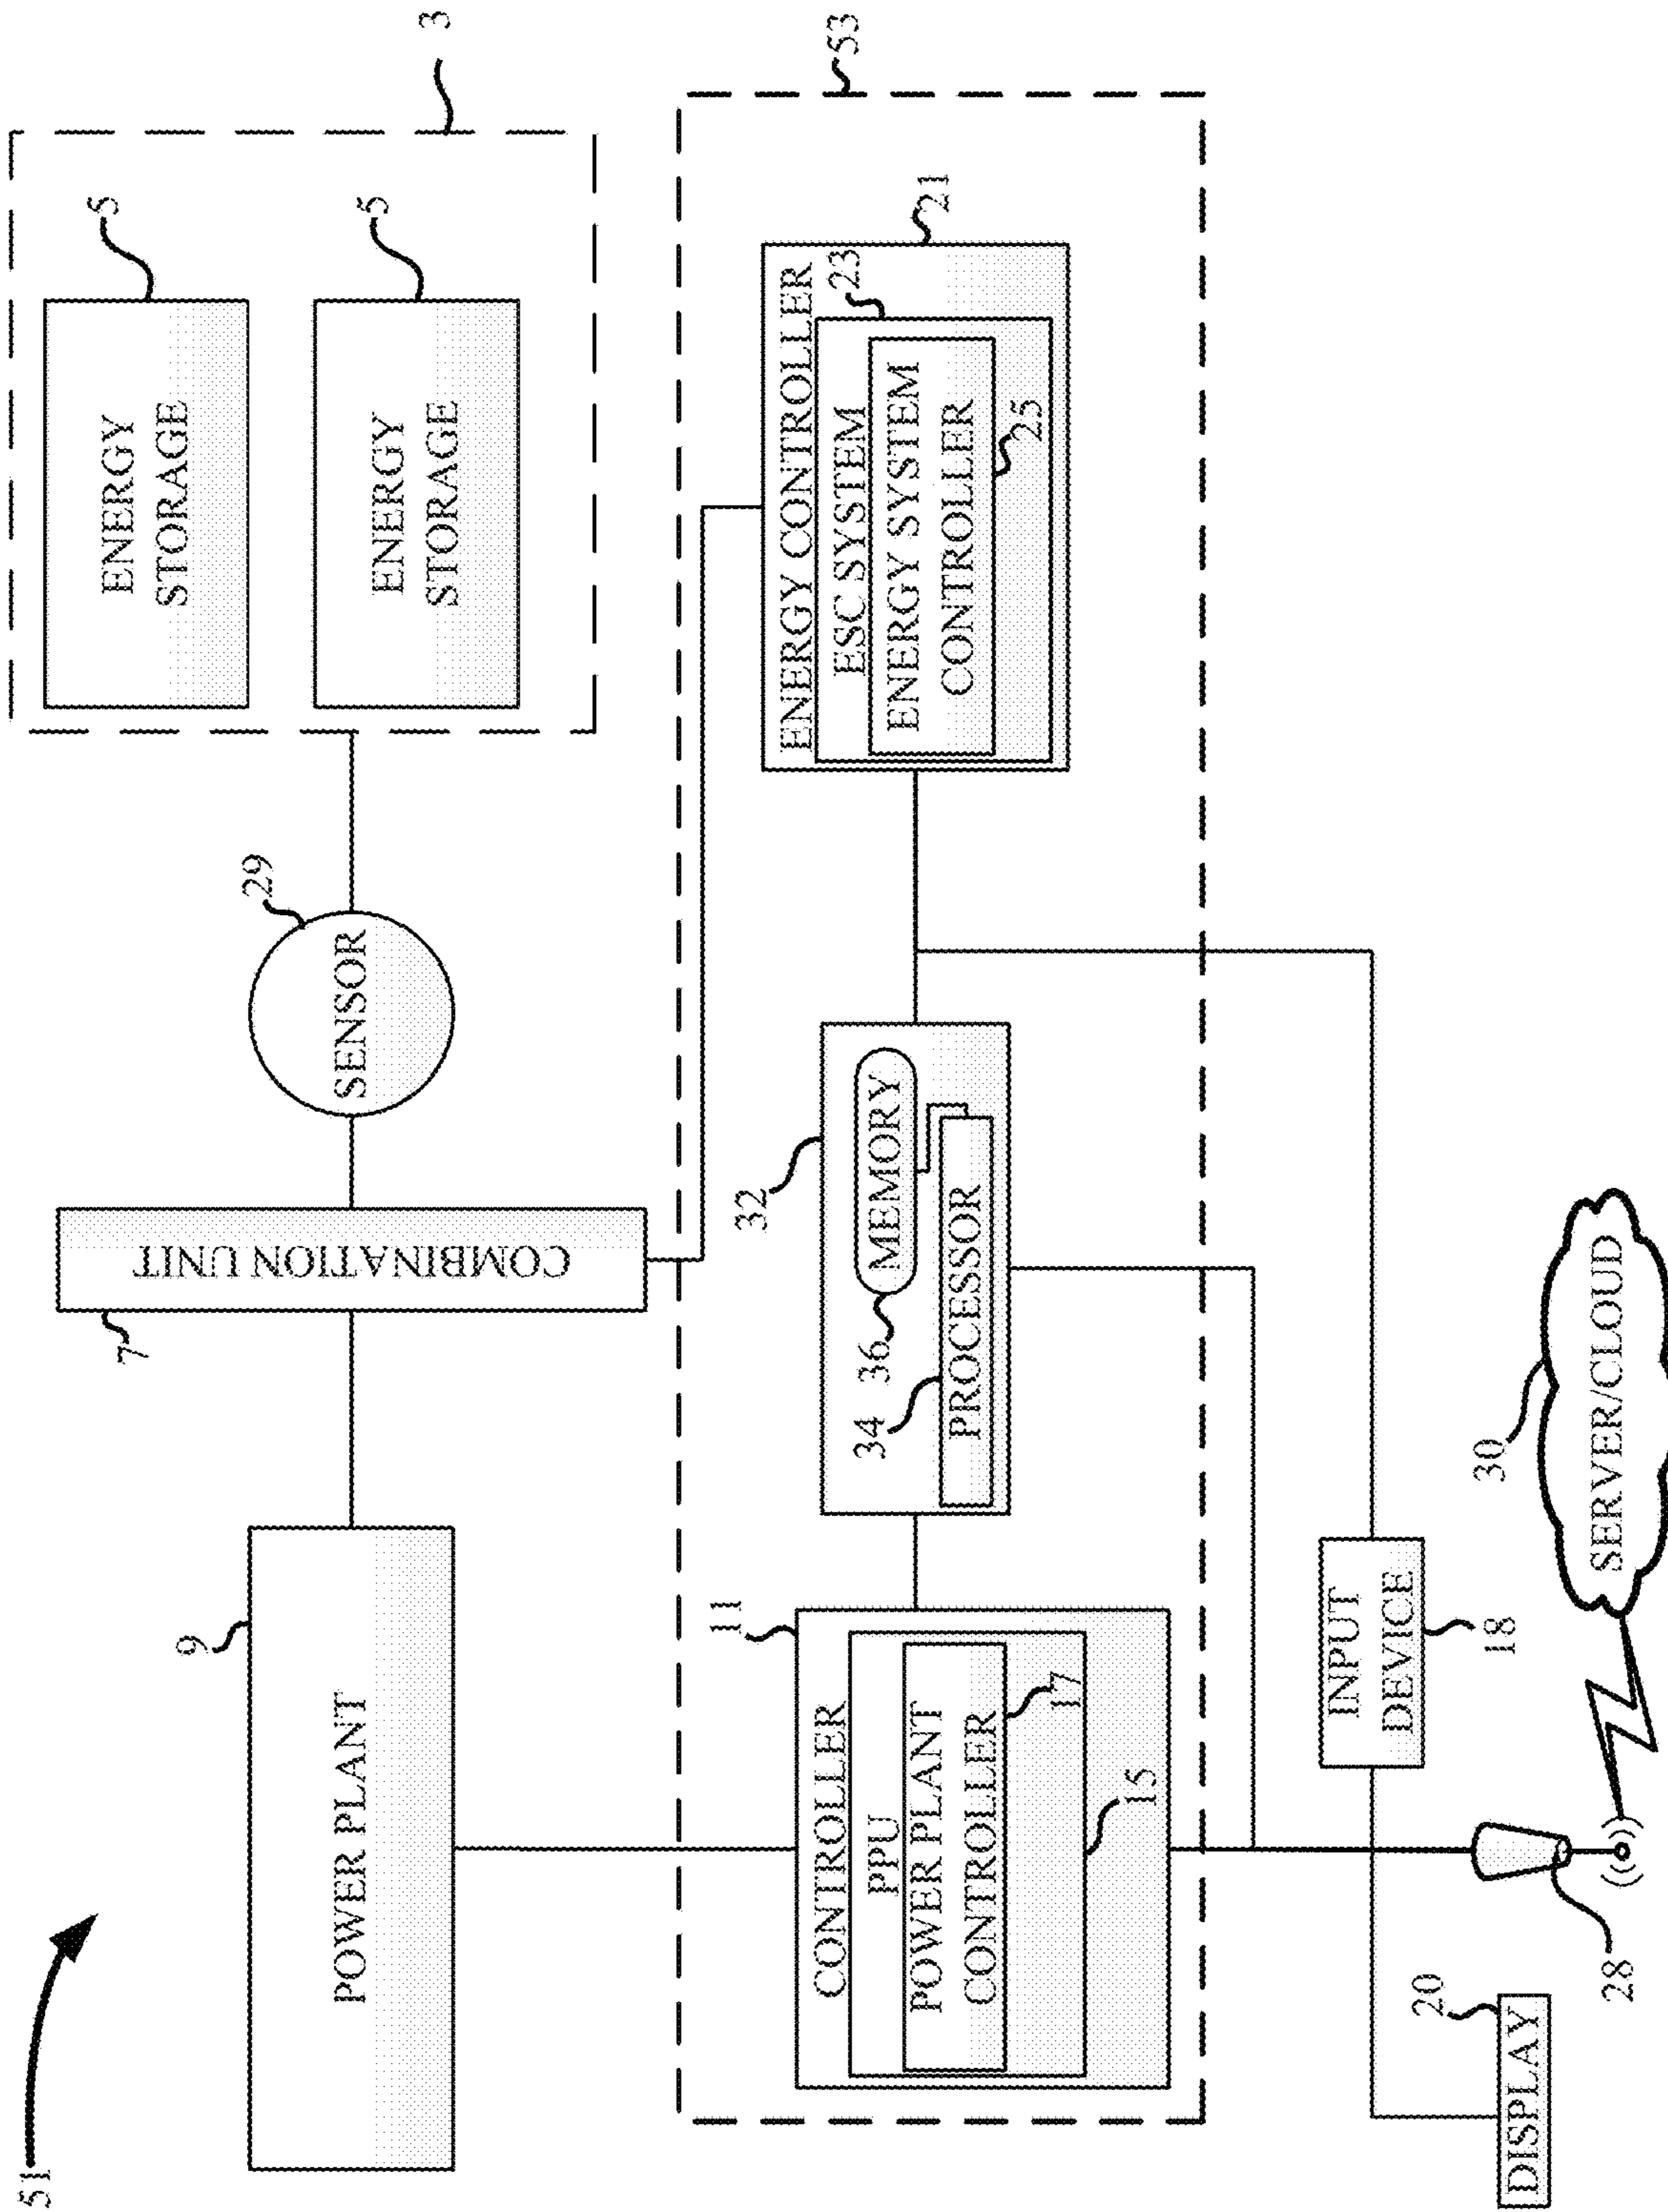 51
9
POWER PLANT
7
COMBINATION UNIT
29
SENSOR
5
ENERGY
STORAGE
5
ENERGY
STORAGE
3
53
11
CONTROLLER
PPU
POWER PLANT
CONTROLLER
17
15
32
36
MEMORY
34
PROCESSOR
ENERGY CONTROLLER
21
ESC SYSTEM
23
ENERGY SYSTEM
CONTROLLER
25
INPUT
DEVICE
18
20
DISPLAY
28
30
SERVER/CLOUD